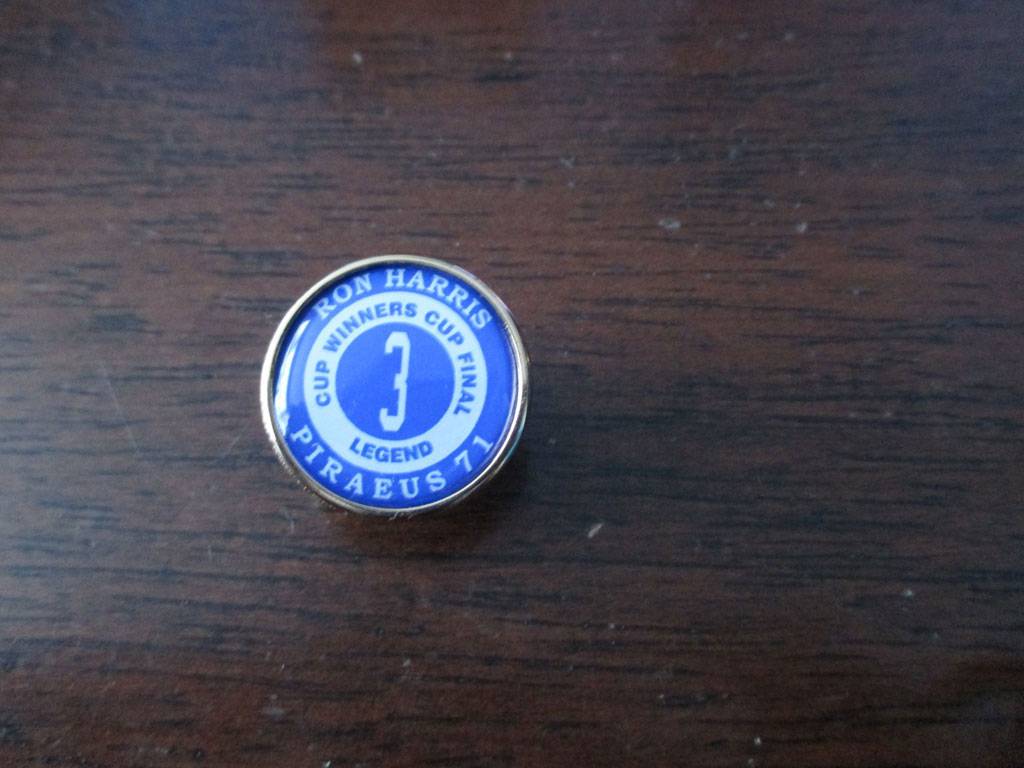 RON HARRIS
CUP WINNERS CUP FINAL
3
LEGEND
PIRAEUS 71